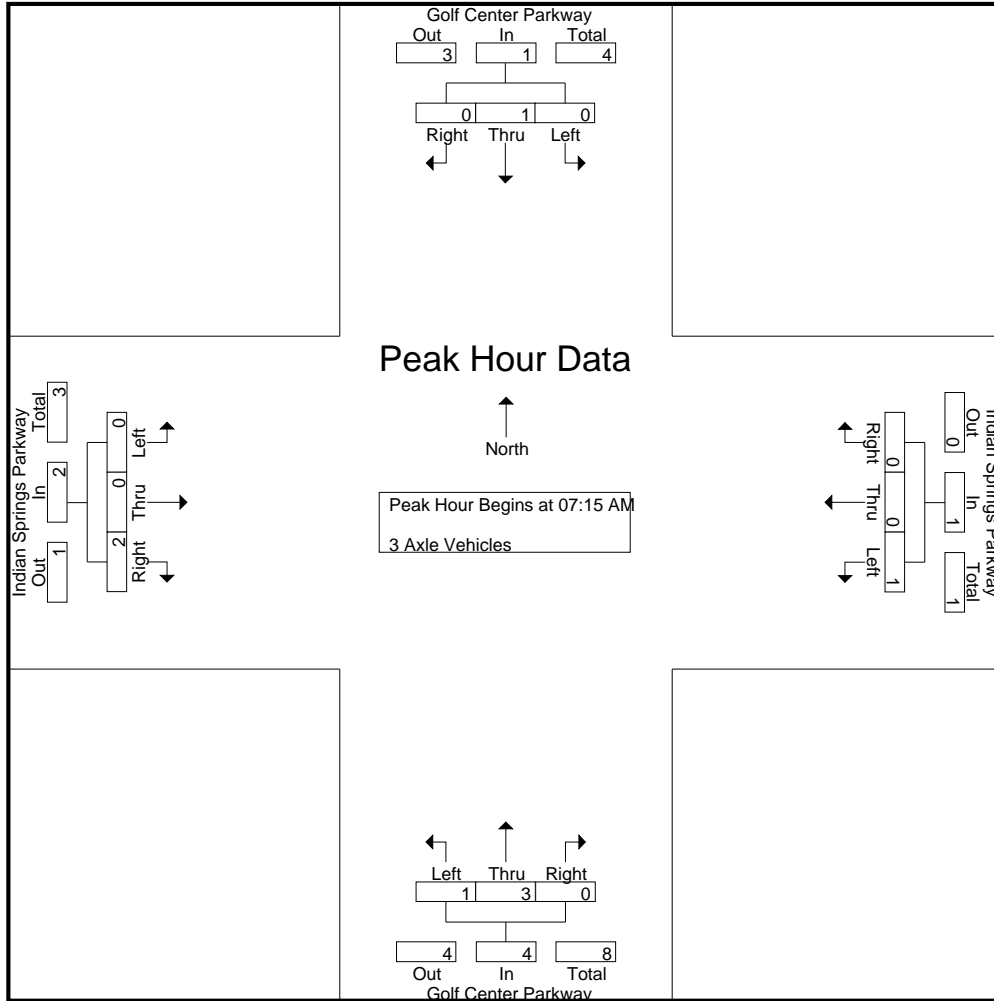 Golf Center Parkway
Out In Total
3 1 4
0 1 0
Right Thru Left
Peak Hour Data
North
Peak Hour Begins at 07:15 AM
3 Axle Vehicles
Indian Springs Parkway
Out In Total
1 2 3
0 0 2
Left Thru Right
Indian Springs Parkway
Out In Total
0 1 1
Right Thru Left
0 0 1
Left Thru Right
1 3 0
4 4 8
Out In Total
Golf Center Parkway